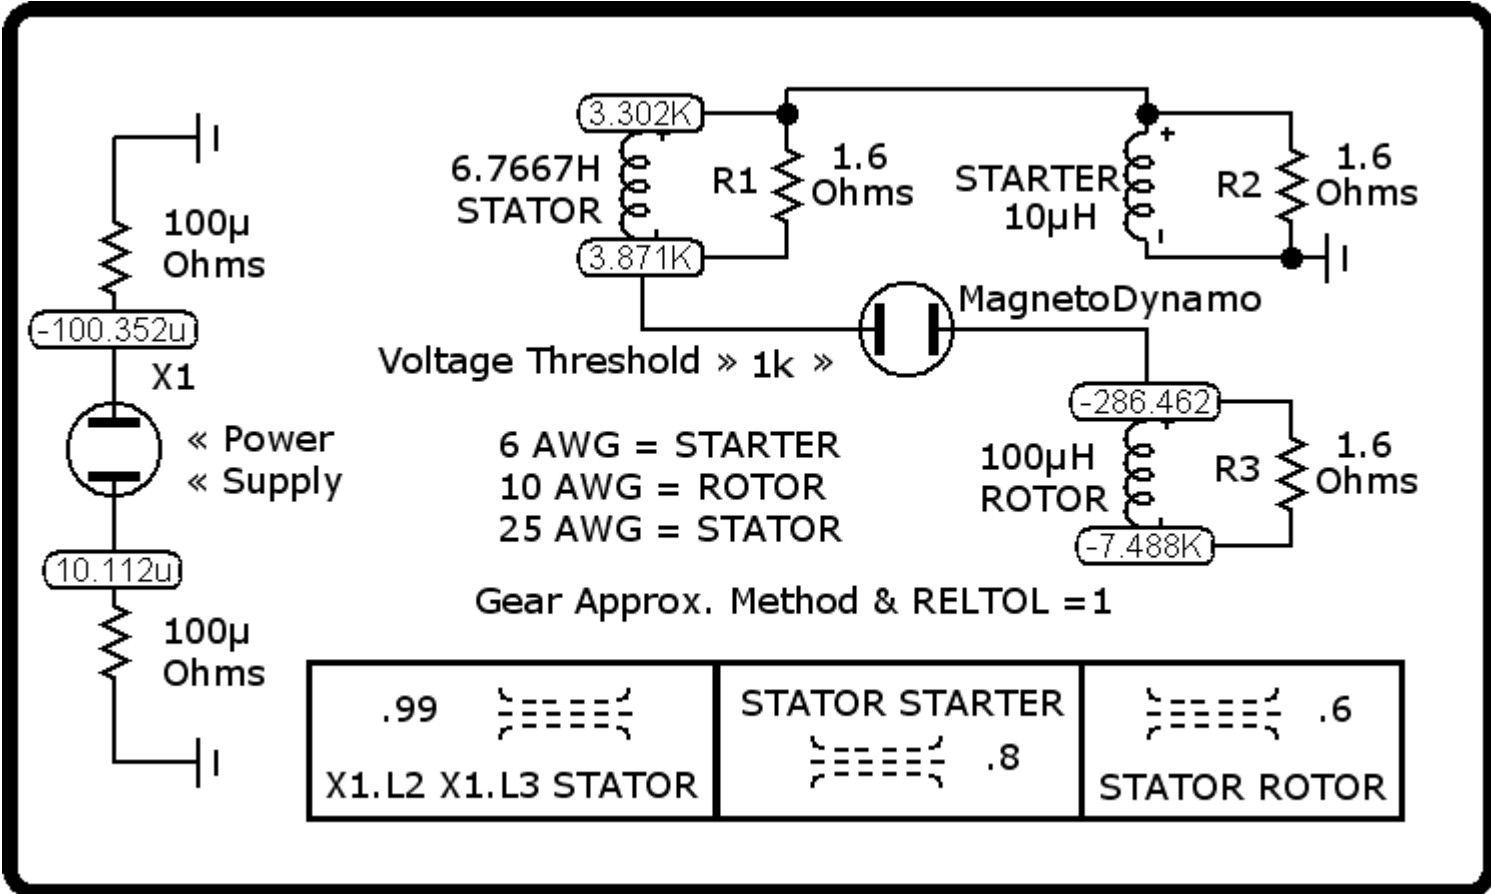 3.302K
6.7667H
STATOR
R1
1.6
Ohms
+
-
3.871K
STARTER
10µH
+
-
R2
1.6
Ohms
100µ
Ohms
-100.352u
X1
« Power
« Supply
10.112u
100µ
Ohms
MagnetoDynamo
Voltage Threshold » 1k »
-286.462
100µH
ROTOR
+
-
R3
1.6
Ohms
-7.488K
6 AWG = STARTER
10 AWG = ROTOR
25 AWG = STATOR
Gear Approx. Method & RELTOL =1
.99
X1.L2 X1.L3 STATOR
STATOR STARTER
.8
.6
STATOR ROTOR